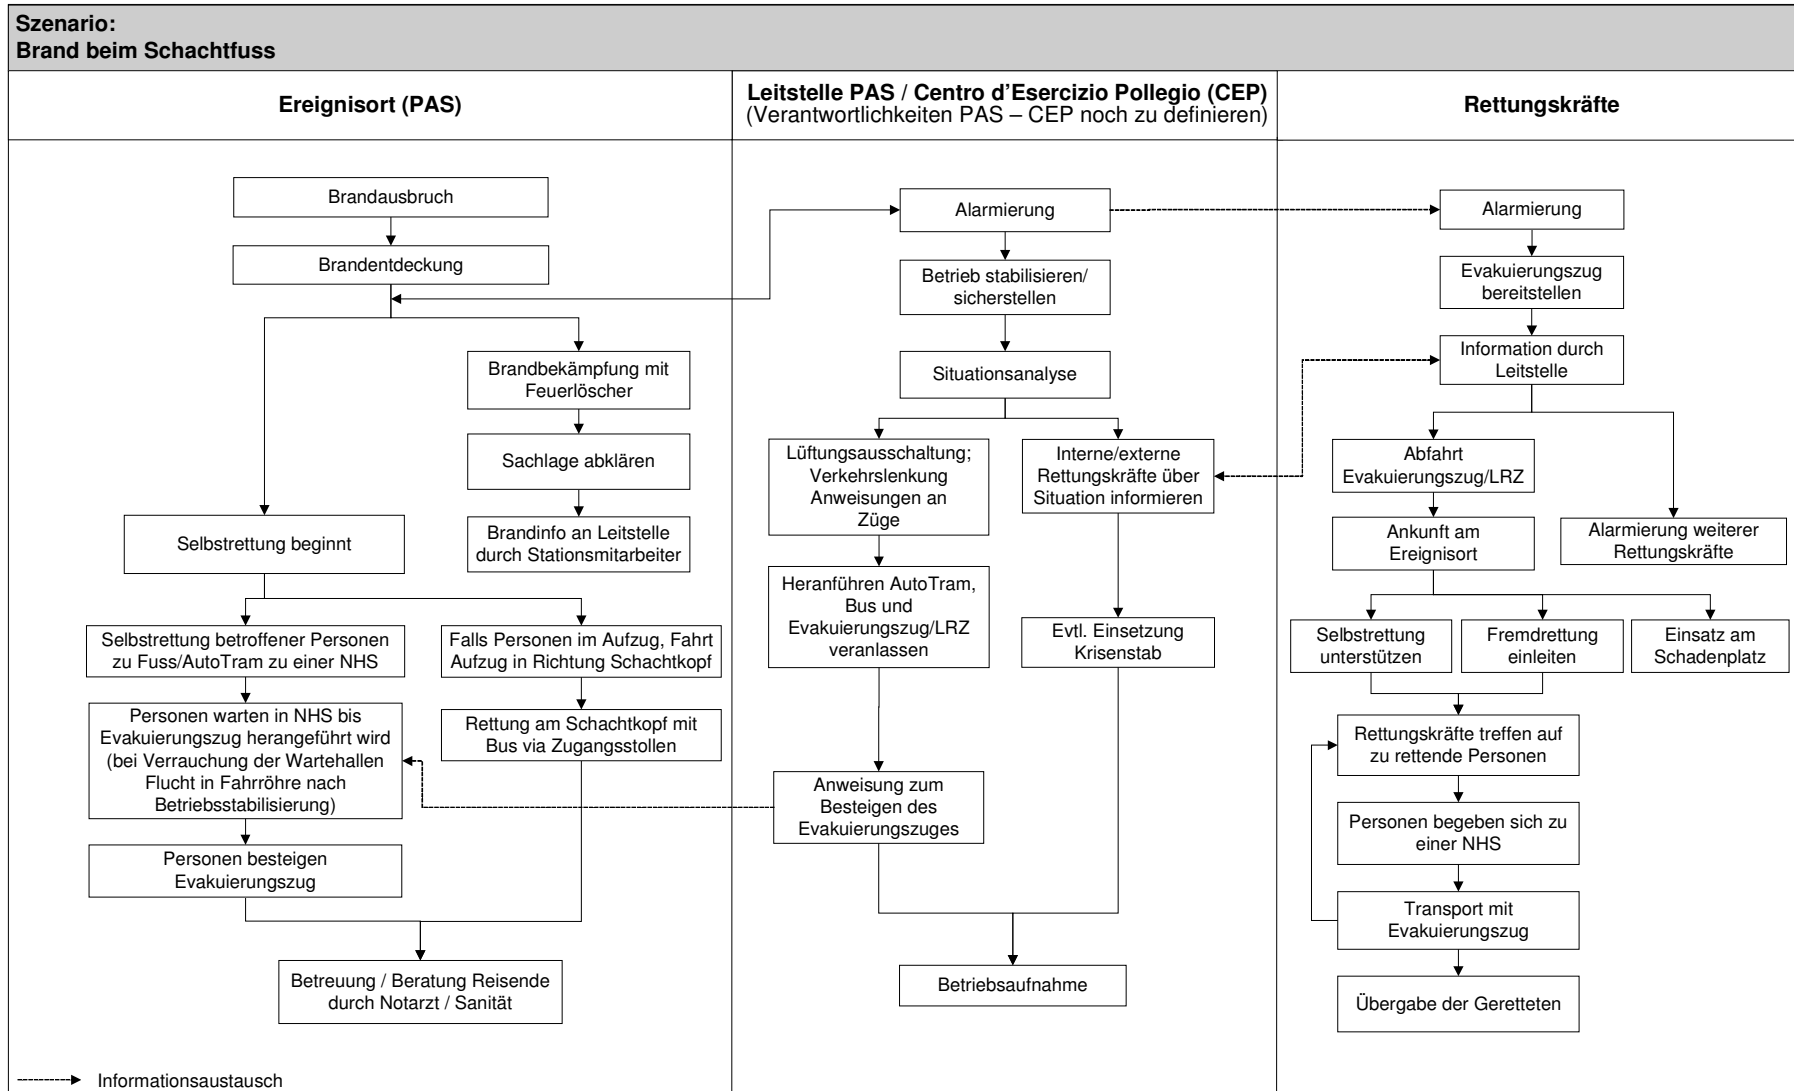 Szenario:
Brand beim Schachtfuss
Ereignisort (PAS)
Leitstelle PAS / Centro d'Esercizio Pollegio (CEP)
(Verantwortlichkeiten PAS – CEP noch zu definieren)
Rettungskräfte
Brandausbruch
Brandentdeckung
Brandbekämpfung mit
Feuerlöscher
Sachlage abklären
Brandinfo an Leitstelle
durch Stationsmitarbeiter
Selbstrettung beginnt
Selbstrettung betroffener Personen
zu Fuss/AutoTram zu einer NHS
Falls Personen im Aufzug, Fahrt
Aufzug in Richtung Schachtkopf
Personen warten in NHS bis
Evakuierungszug herangeführt wird
(bei Verrauchung der Wartehallen
Flucht in Fahrröhre nach
Betriebsstabilisierung)
Rettung am Schachtkopf mit
Bus via Zugangsstollen
Personen besteigen
Evakuierungszug
Betreuung / Beratung Reisende
durch Notarzt / Sanität
Informationsaustausch
Alarmierung
Betrieb stabilisieren/
sicherstellen
Situationsanalyse
Lüftungsausschaltung;
Verkehrslenkung
Anweisungen an
Züge
Interne/externe
Rettungskräfte über
Situation informieren
Heranführen AutoTram,
Bus und
Evakuierungszug/LRZ
veranlassen
Evtl. Einsetzung
Krisenstab
Anweisung zum
Besteigen des
Evakuierungszuges
Betriebsaufnahme
Alarmierung
Evakuierungszug
bereitstellen
Information durch
Leitstelle
Abfahrt
Evakuierungszug/LRZ
Ankunft am
Ereignisort
Alarmierung weiterer
Rettungskräfte
Selbstrettung
unterstützen
Fremdrettung
einleiten
Einsatz am
Schadenplatz
Rettungskräfte treffen auf
zu rettende Personen
Personen begeben sich zu
einer NHS
Transport mit
Evakuierungszug
Übergabe der Geretteten